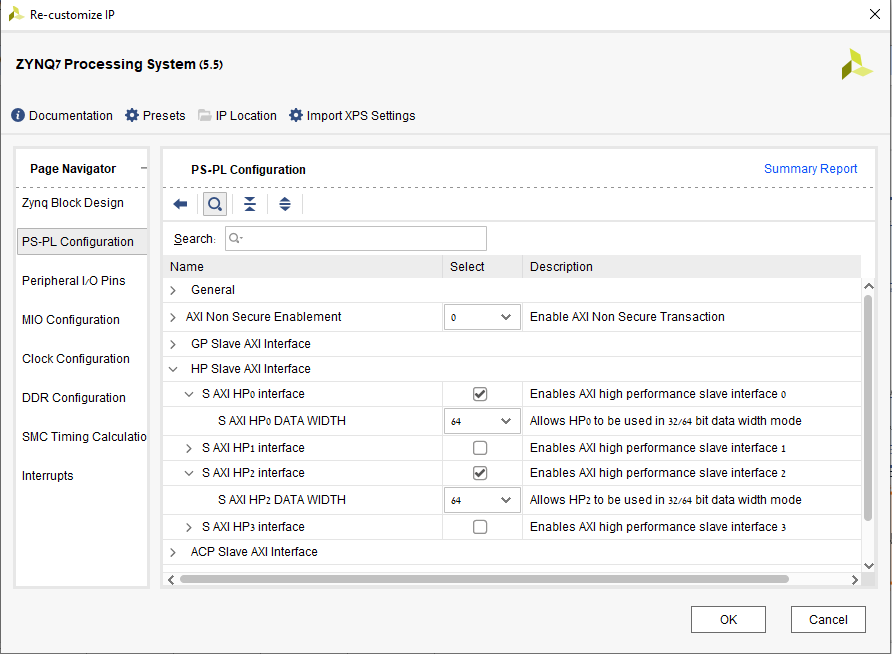 Re-customize IP
ZYNQ7 Processing System (5.5)
Documentation Presets IP Location Import XPS Settings
Page Navigator
Zynq Block Design
PS-PL Configuration
Peripheral I/O Pins
MIO Configuration
Clock Configuration
DDR Configuration
SMC Timing Calculatio
Interrupts
PS-PL Configuration Summary Report
Search:
Name Select Description
General
AXI Non Secure Enablement 0 Enable AXI Non Secure Transaction
GP Slave AXI Interface
HP Slave AXI Interface
S AXI HP0 interface Enables AXI high performance slave interface 0
S AXI HP0 DATA WIDTH 64 Allows HP0 to be used in 32/64 bit data width mode
S AXI HP1 interface Enables AXI high performance slave interface 1
S AXI HP2 interface Enables AXI high performance slave interface 2
S AXI HP2 DATA WIDTH 64 Allows HP2 to be used in 32/64 bit data width mode
S AXI HP3 interface Enables AXI high performance slave interface 3
ACP Slave AXI Interface
OK Cancel